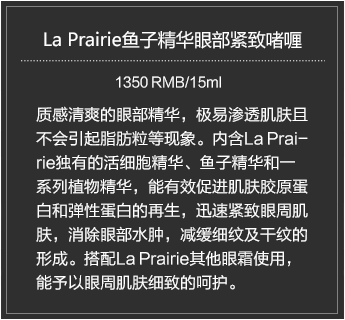 La Prairie鱼子精华眼部紧致啫喱
1350 RMB/15ml
质感清爽的眼部精华，极易渗透肌肤且
不会引起脂肪粒等现象。内含La Prai-
rie独有的活细胞精华、鱼子精华和一
系列植物精华，能有效促进肌肤胶原蛋
白和弹性蛋白的再生，迅速紧致眼周肌
肤，消除眼部水肿，减缓细纹及干纹的
形成。搭配La Prairie其他眼霜使用，
能予以眼周肌肤细致的呵护。